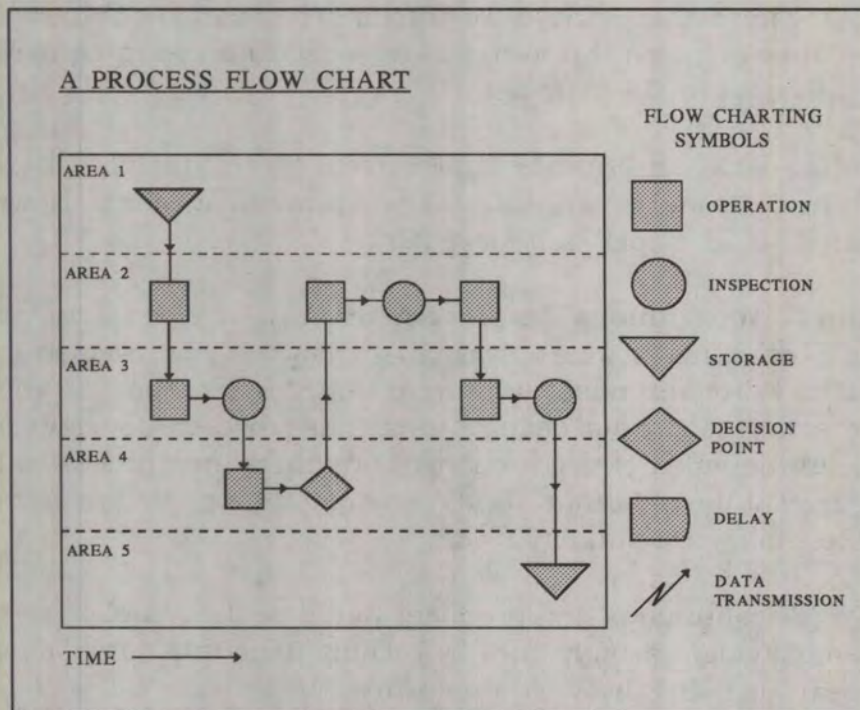 A PROCESS FLOW CHART
FLOW CHARTING
SYMBOLS
AREA 1
AREA 2
AREA 3
AREA 4
AREA 5
TIME
OPERATION
INSPECTION
STORAGE
DECISION
POINT
DELAY
DATA
TRANSMISSION